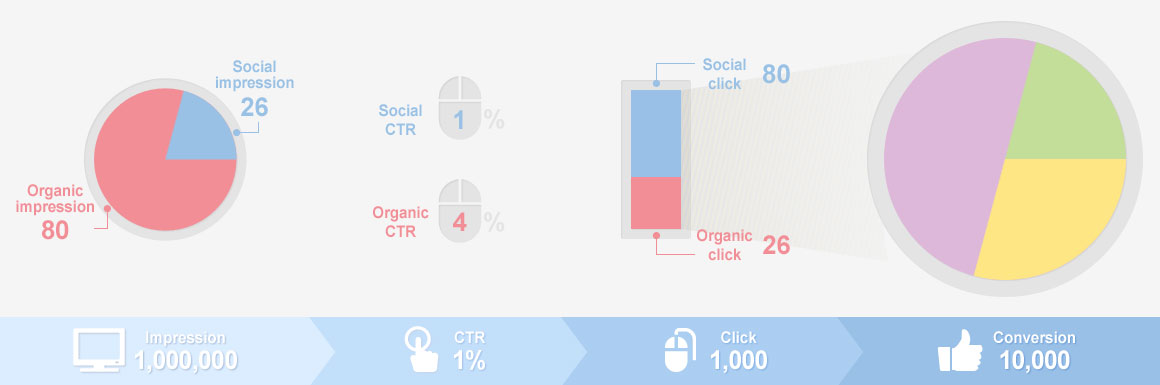 Social
impression
26
Organic
impression
80
Social
CTR
1 %
Organic
CTR
4 %
Social
click
80
Organic
click
26
Impression
1,000,000
CTR
1%
Click
1,000
Conversion
10,000